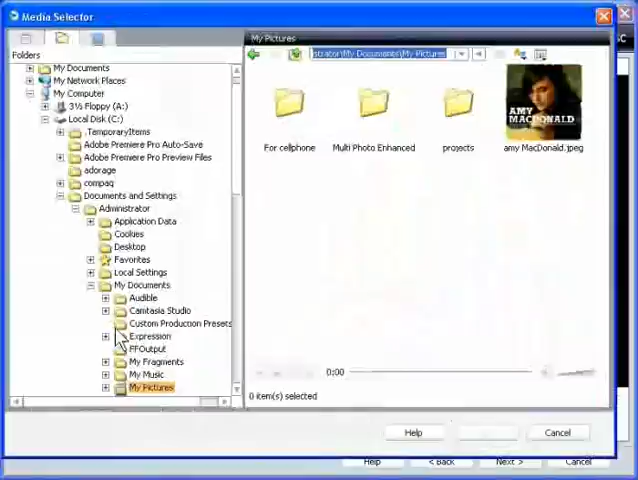 Media Selector
Folders
My Documents
My Network Places
My Computer
3½ Floppy (A:)
Local Disk (C:)
.TemporaryItems
Adobe Premiere Pro Auto-Save
Adobe Premiere Pro Preview Files
adorage
compaq
Documents and Settings
Administrator
Application Data
Cookies
Desktop
Favorites
Local Settings
My Documents
Audible
Camtasia Studio
Custom Production Presets
Expression
FFOutput
My Fragments
My Music
My Pictures
My Pictures
strator\My Documents\My Pictures
AMY
MACDONALD
For cellphone
Multi Photo Enhanced
projects
amy MacDonald.jpeg
0:00
0 item(s) selected
Help
Cancel
SC
Help
< Back
Next >
Cancel